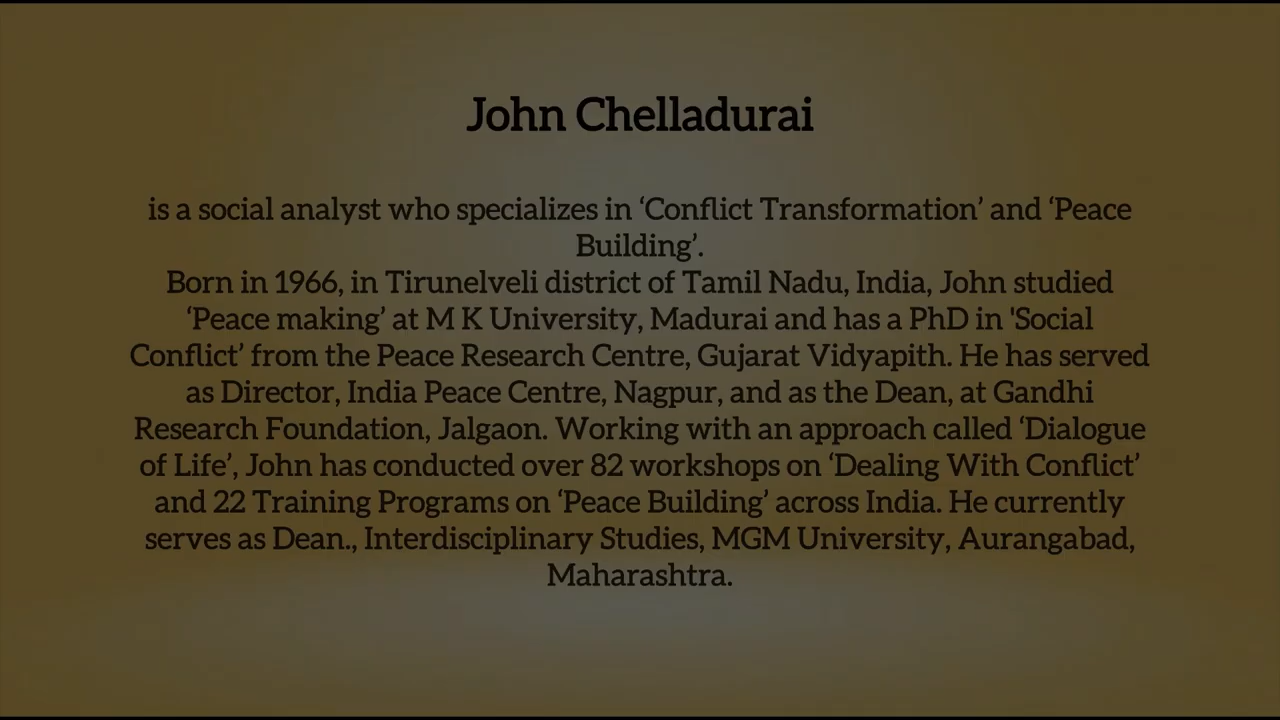 John Chelladurai
is a social analyst who specializes in ‘Conflict Transformation’ and ‘Peace
Building’.
Born in 1966, in Tirunelveli district of Tamil Nadu, India, John studied
‘Peace making’ at M K University, Madurai and has a PhD in 'Social
Conflict’ from the Peace Research Centre, Gujarat Vidyapith. He has served
as Director, India Peace Centre, Nagpur, and as the Dean, at Gandhi
Research Foundation, Jalgaon. Working with an approach called ‘Dialogue
of Life’, John has conducted over 82 workshops on ‘Dealing With Conflict’
and 22 Training Programs on ‘Peace Building’ across India. He currently
serves as Dean., Interdisciplinary Studies, MGM University, Aurangabad,
Maharashtra.